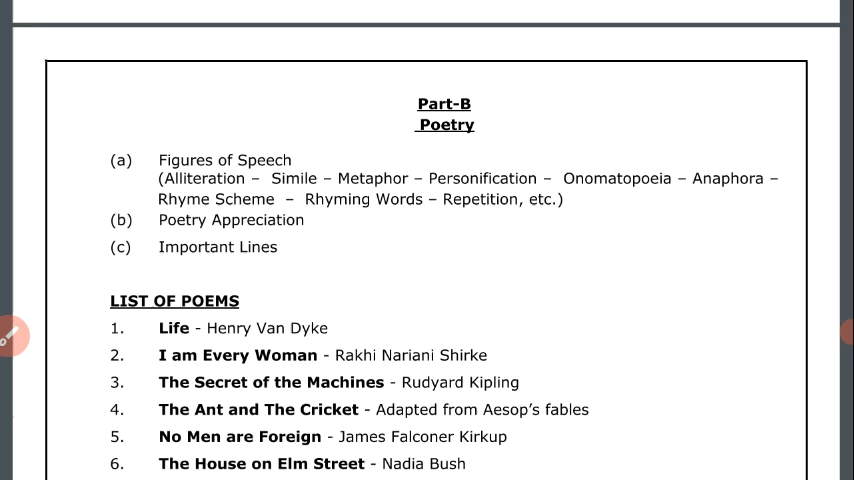 Part-B
Poetry
(a) Figures of Speech
(Alliteration – Simile – Metaphor – Personification – Onomatopoeia – Anaphora –
Rhyme Scheme – Rhyming Words – Repetition, etc.)
(b) Poetry Appreciation
(c) Important Lines
LIST OF POEMS
1. Life - Henry Van Dyke
2. I am Every Woman - Rakhi Nariani Shirke
3. The Secret of the Machines - Rudyard Kipling
4. The Ant and The Cricket - Adapted from Aesop’s fables
5. No Men are Foreign - James Falconer Kirkup
6. The House on Elm Street - Nadia Bush